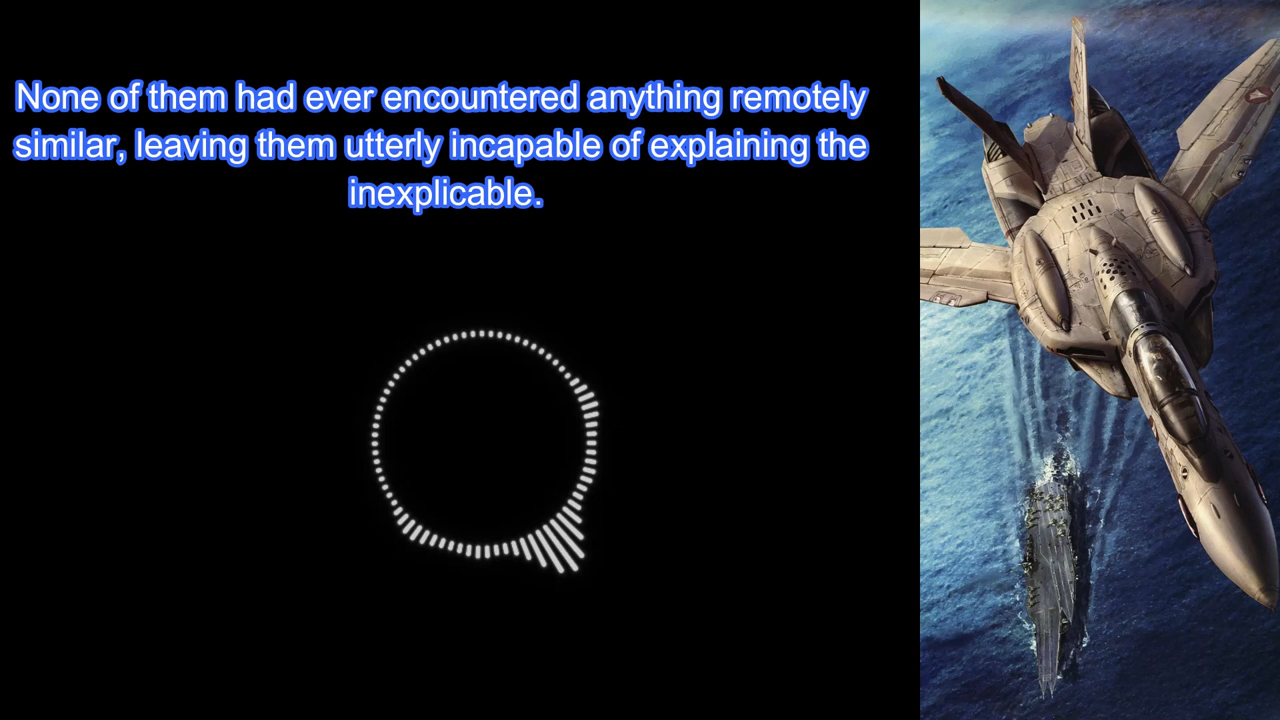 None of them had ever encountered anything remotely
similar, leaving them utterly incapable of explaining the
inexplicable.